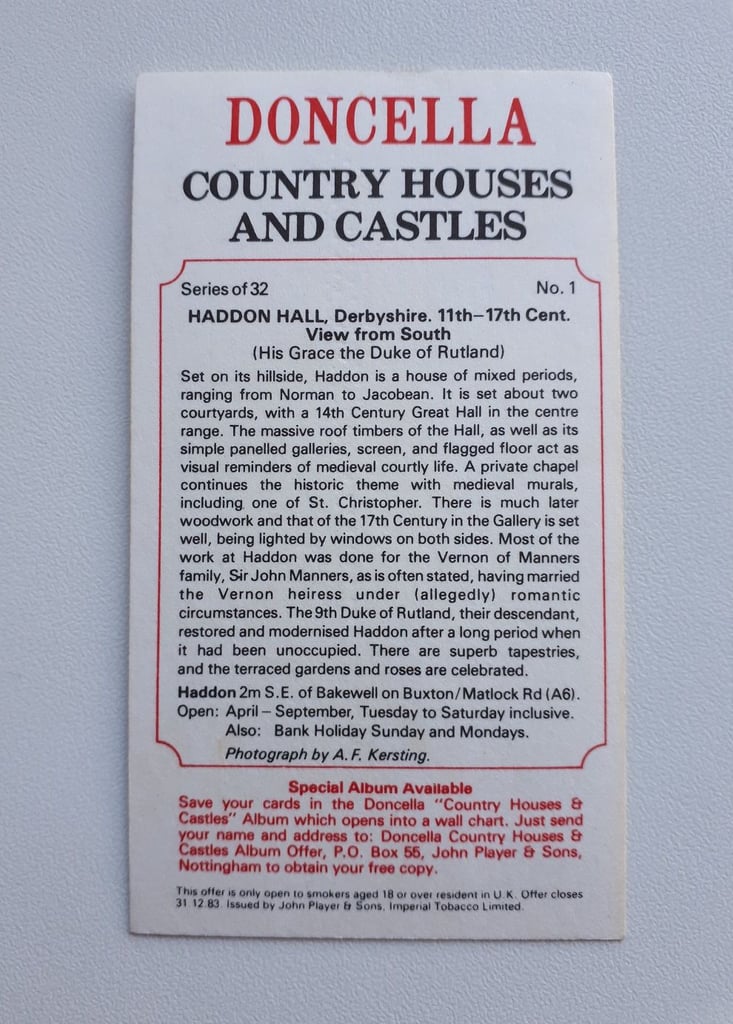 DONCELLA
COUNTRY HOUSES
AND CASTLES
Series of 32 No. 1
HADDON HALL, Derbyshire. 11th–17th Cent.
View from South
(His Grace the Duke of Rutland)
Set on its hillside, Haddon is a house of mixed periods,
ranging from Norman to Jacobean. It is set about two
courtyards, with a 14th Century Great Hall in the centre
range. The massive roof timbers of the Hall, as well as its
simple panelled galleries, screen, and flagged floor act as
visual reminders of medieval courtly life. A private chapel
continues the historic theme with medieval murals,
including one of St. Christopher. There is much later
woodwork and that of the 17th Century in the Gallery is set
well, being lighted by windows on both sides. Most of the
work at Haddon was done for the Vernon of Manners
family, Sir John Manners, as is often stated, having married
the Vernon heiress under (allegedly) romantic
circumstances. The 9th Duke of Rutland, their descendant,
restored and modernised Haddon after a long period when
it had been unoccupied. There are superb tapestries,
and the terraced gardens and roses are celebrated.
Haddon 2m S.E. of Bakewell on Buxton/Matlock Rd (A6).
Open: April – September, Tuesday to Saturday inclusive.
Also: Bank Holiday Sunday and Mondays.
Photograph by A. F. Kersting.
Special Album Available
Save your cards in the Doncella "Country Houses &
Castles" Album which opens into a wall chart. Just send
your name and address to: Doncella Country Houses &
Castles Album Offer, P.O. Box 55, John Player & Sons,
Nottingham to obtain your free copy.
This offer is only open to smokers aged 18 or over resident in U.K. Offer closes
31.12.83. Issued by John Player & Sons, Imperial Tobacco Limited.